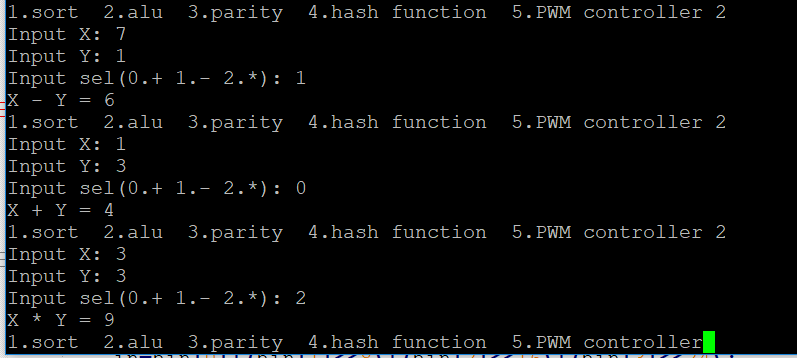 1.sort  2.alu  3.parity  4.hash function  5.PWM controller 2
Input X: 7
Input Y: 1
Input sel(0.+ 1.- 2.*): 1
X - Y = 6
1.sort  2.alu  3.parity  4.hash function  5.PWM controller 2
Input X: 1
Input Y: 3
Input sel(0.+ 1.- 2.*): 0
X + Y = 4
1.sort  2.alu  3.parity  4.hash function  5.PWM controller 2
Input X: 3
Input Y: 3
Input sel(0.+ 1.- 2.*): 2
X * Y = 9
1.sort  2.alu  3.parity  4.hash function  5.PWM controller